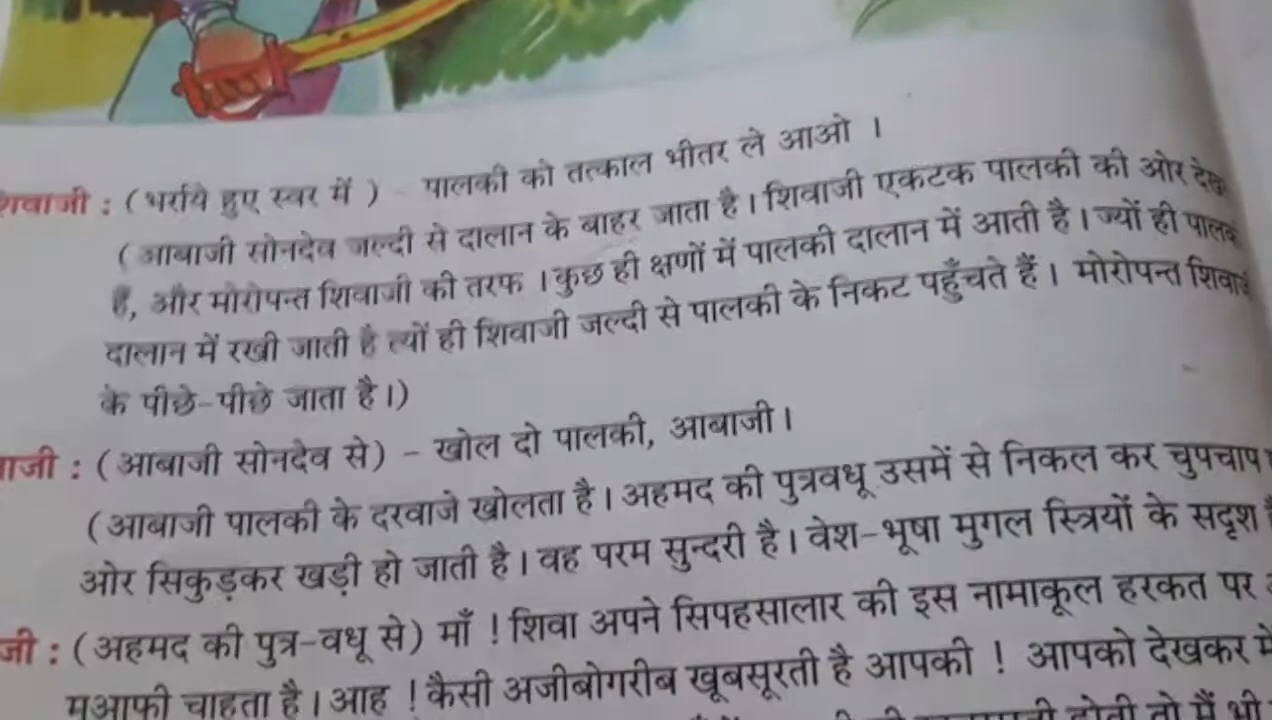 शिवाजी : ( भर्राये हुए स्वर में ) - पालकी को तत्काल भीतर ले आओ ।
( आबाजी सोनदेव जल्दी से दालान के बाहर जाता है । शिवाजी एकटक पालकी की ओर देख
है, और मोरोपन्त शिवाजी की तरफ । कुछ ही क्षणों में पालकी दालान में आती है । ज्यों ही
दालान में रखी जाती है त्यों ही शिवाजी जल्दी से पालकी के निकट पहुँचते हैं । मोरोपन्त
के पीछे-पीछे जाता है।)
जी : ( आबाजी सोनदेव से) - खोल दो पालकी, आबाजी ।
(आबाजी पालकी के दरवाजे खोलता है । अहमद की पुत्रवधू उसमें से निकल कर चुपचाप
ओर सिकुड़कर खड़ी हो जाती है । वह परम सुन्दरी है । वेश-भूषा मुगल स्त्रियों के सदृश
जी : (अहमद की पुत्र-वधू से) माँ ! शिवा अपने सिपहसालार की इस नामाकूल हरकत पर
मुआफी चाहता है । आह ! कैसी अजीबोगरीब खूबसूरती है आपकी ! आपको देखकर
होती तो मैं भी